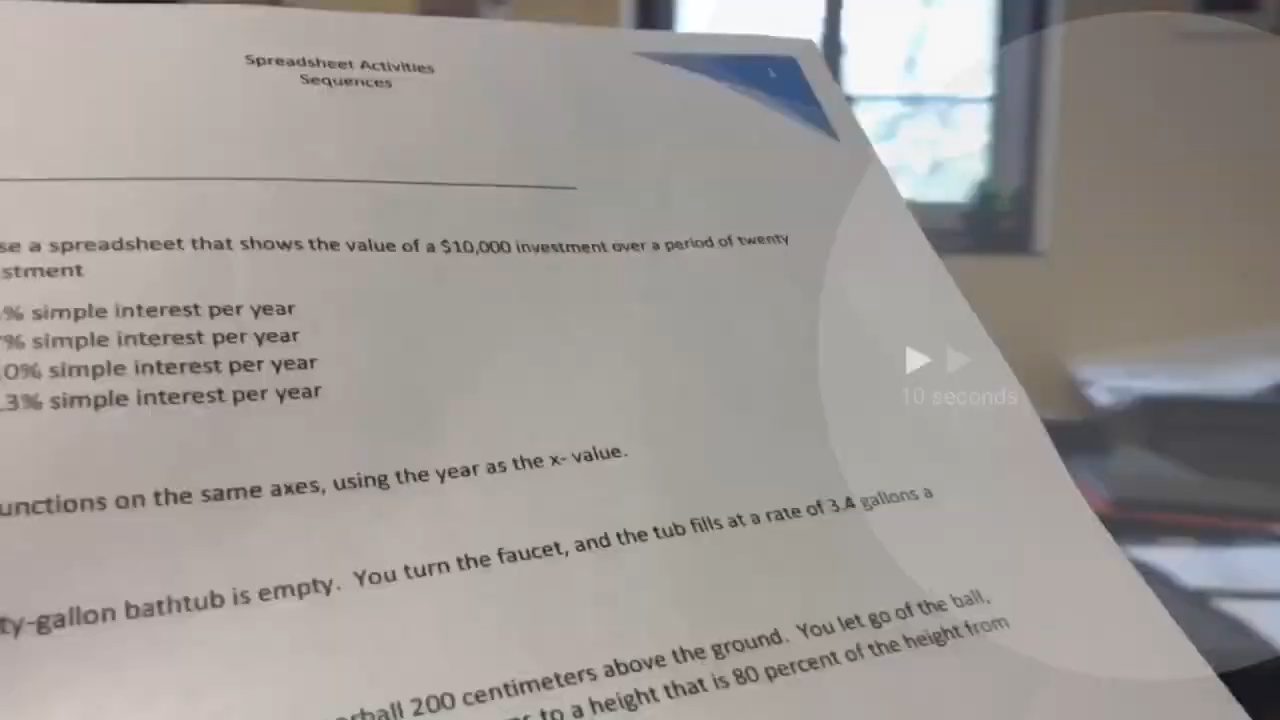 Spreadsheet Activities
Sequences
se a spreadsheet that shows the value of a $10,000 investment over a period of twenty
stment
% simple interest per year
% simple interest per year
0% simple interest per year
3% simple interest per year
unctions on the same axes, using the year as the x- value.
ty-gallon bathtub is empty. You turn the faucet, and the tub fills at a rate of 3.4 gallons a
rball 200 centimeters above the ground. You let go of the ball,
to a height that is 80 percent of the height from
10 seconds